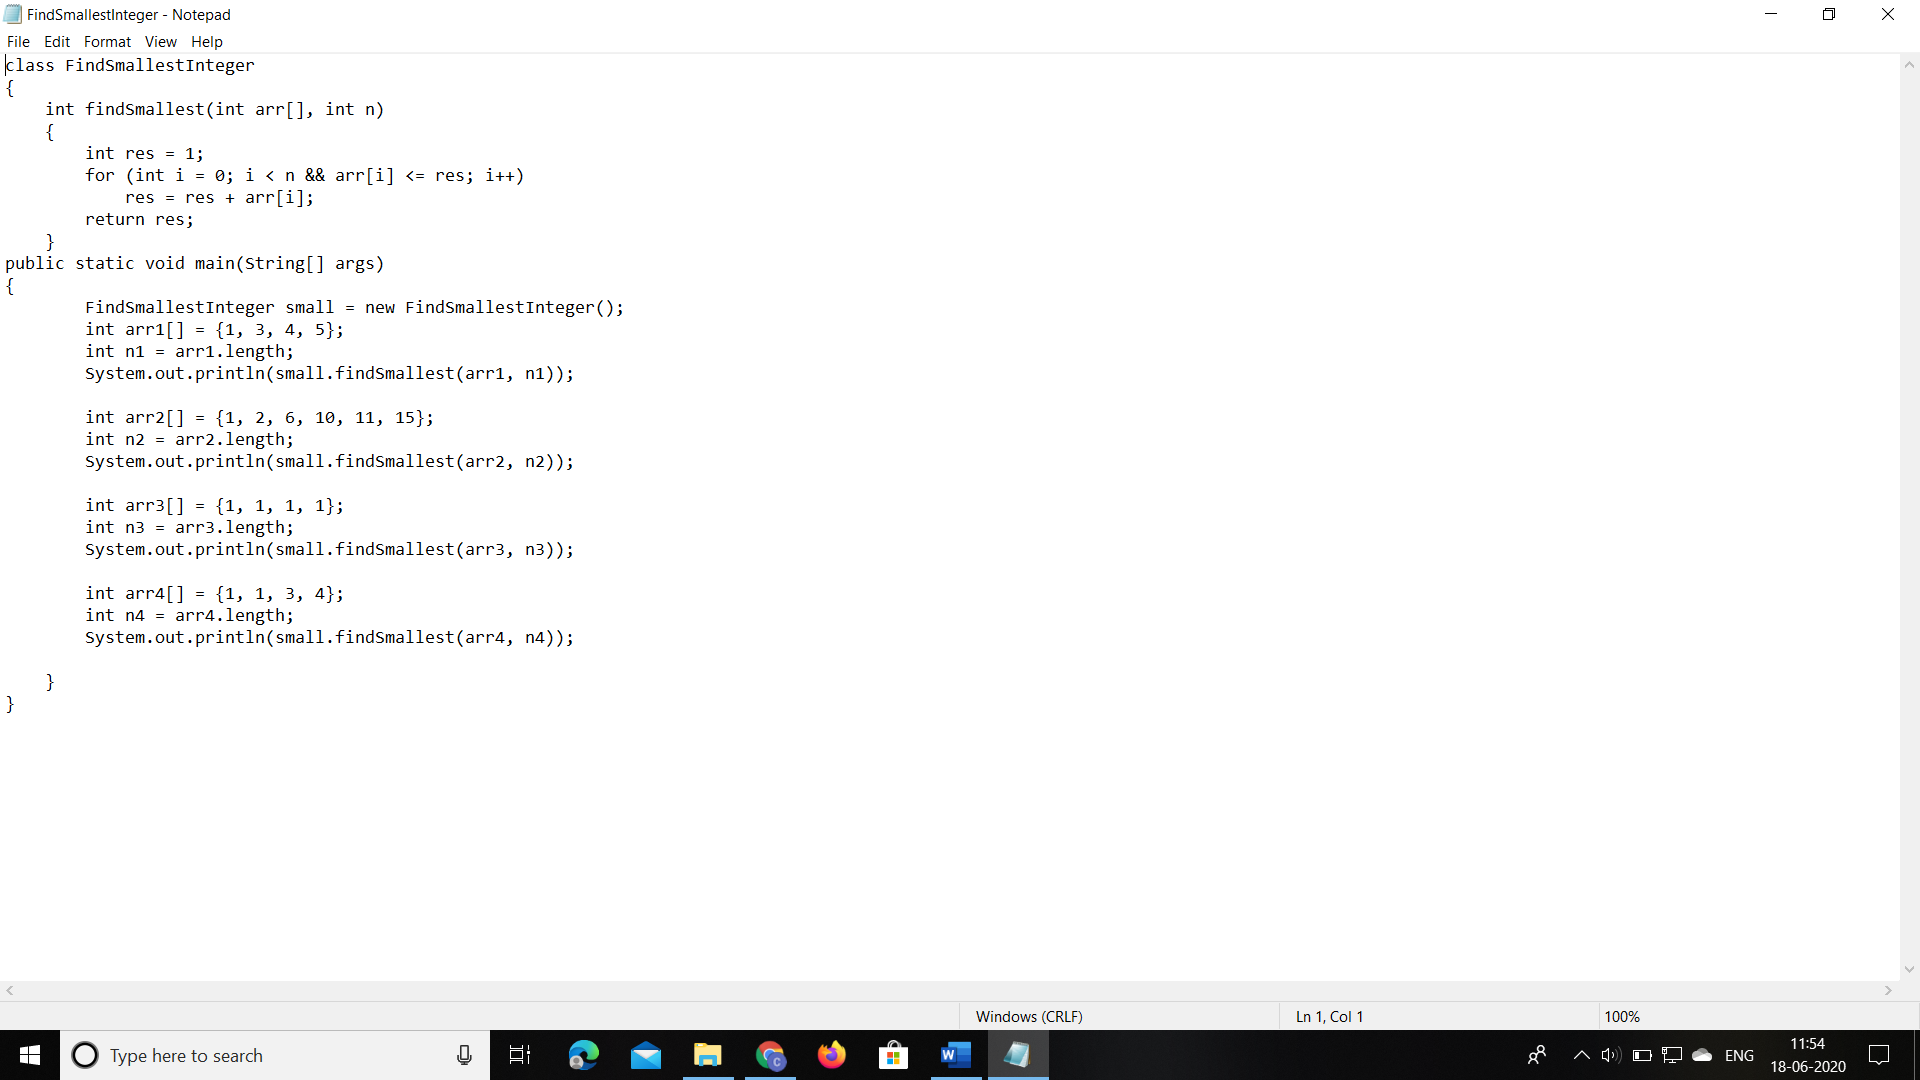 FindSmallestInteger - Notepad
File Edit Format View Help
class FindSmallestInteger
{
    int findSmallest(int arr[], int n)
    {
        int res = 1;
        for (int i = 0; i < n && arr[i] <= res; i++)
            res = res + arr[i];
        return res;
    }
public static void main(String[] args)
{
        FindSmallestInteger small = new FindSmallestInteger();
        int arr1[] = {1, 3, 4, 5};
        int n1 = arr1.length;
        System.out.println(small.findSmallest(arr1, n1));

        int arr2[] = {1, 2, 6, 10, 11, 15};
        int n2 = arr2.length;
        System.out.println(small.findSmallest(arr2, n2));

        int arr3[] = {1, 1, 1, 1};
        int n3 = arr3.length;
        System.out.println(small.findSmallest(arr3, n3));

        int arr4[] = {1, 1, 3, 4};
        int n4 = arr4.length;
        System.out.println(small.findSmallest(arr4, n4));

    }
}
Windows (CRLF) Ln 1, Col 1 100%
Type here to search
W
C
ENG
11:54
18-06-2020